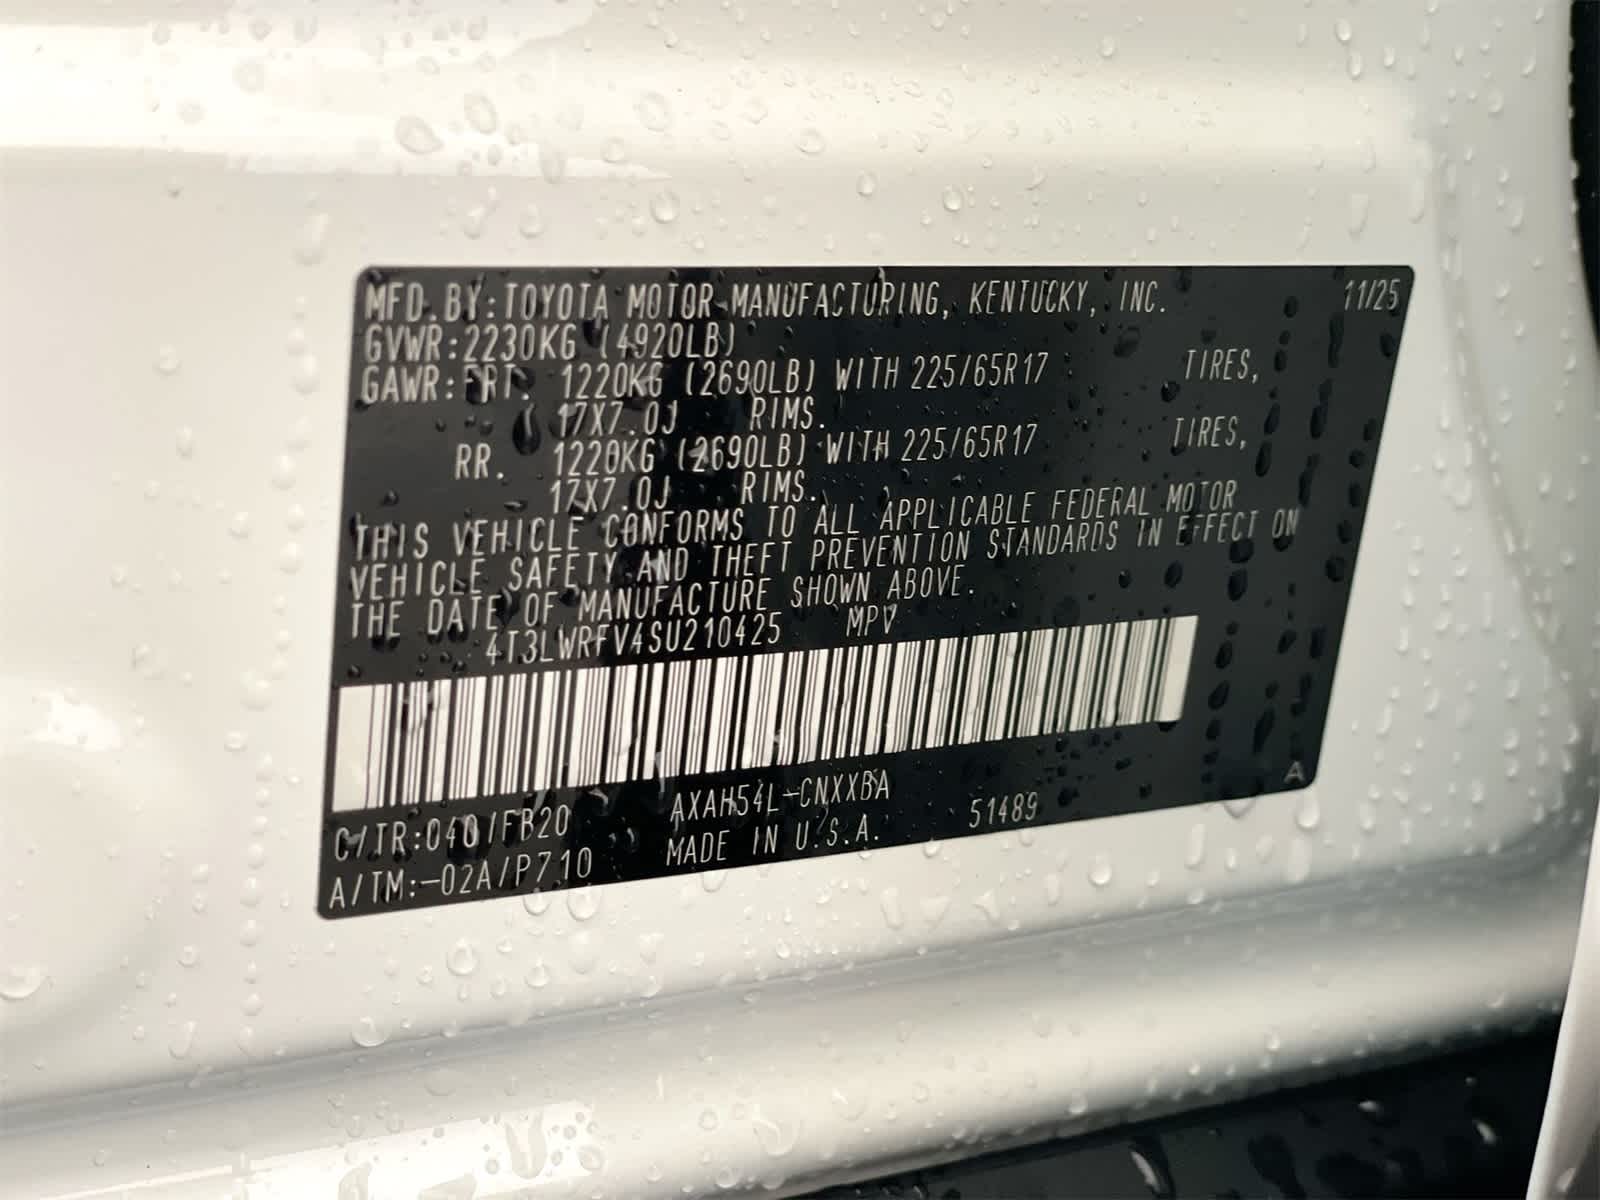 MFD.BY:TOYOTA MOTOR MANUFACTURING, KENTUCKY, INC. 11/25
GVWR:2230KG (4920LB)
GAWR:FRT. 1220KG (2690LB) WITH 225/65R17 TIRES,
17X7.0J RIMS.
RR. 1220KG (2690LB) WITH 225/65R17 TIRES,
17X7.0J RIMS.
THIS VEHICLE CONFORMS TO ALL APPLICABLE FEDERAL MOTOR
VEHICLE SAFETY AND THEFT PREVENTION STANDARDS IN EFFECT ON
THE DATE OF MANUFACTURE SHOWN ABOVE.
4T3LWRFV4SU210425 MPV
C/TR:040/FB20 AXAH54L-CNXXBA
A/TM:-02A/P710 MADE IN U.S.A. 51489 A